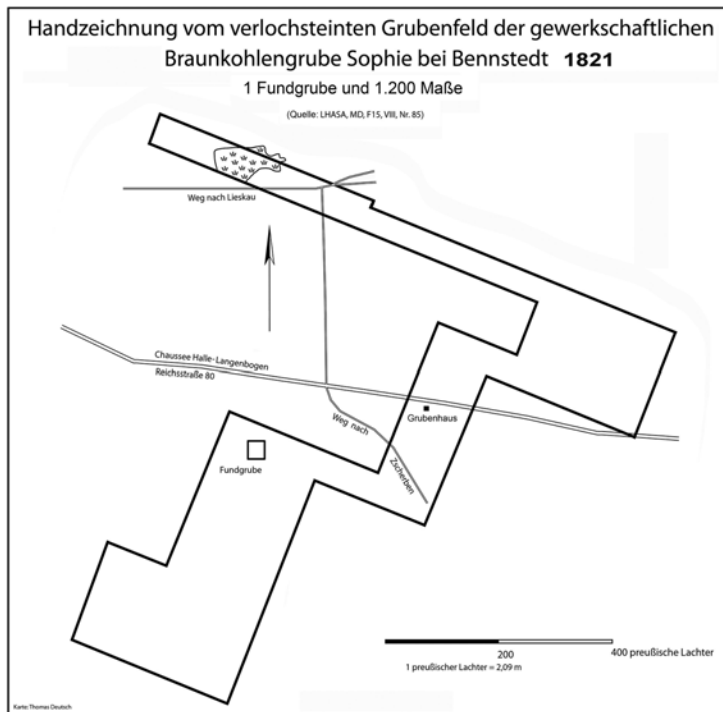 Handzeichnung vom verlochsteinten Grubenfeld der gewerkschaftlichen
Braunkohlengrube Sophie bei Bennstedt 1821
1 Fundgrube und 1.200 Maße
(Quelle: LHASA, MD, F15, VIII, Nr. 85)
Weg nach Lieskau
Chaussee Halle-Langenbogen
Reichsstraße 80
Grubenhaus
Weg nach
Zscherben
Fundgrube
200
400 preußische Lachter
1 preußischer Lachter = 2,09 m
Karte: Thomas Deutsch